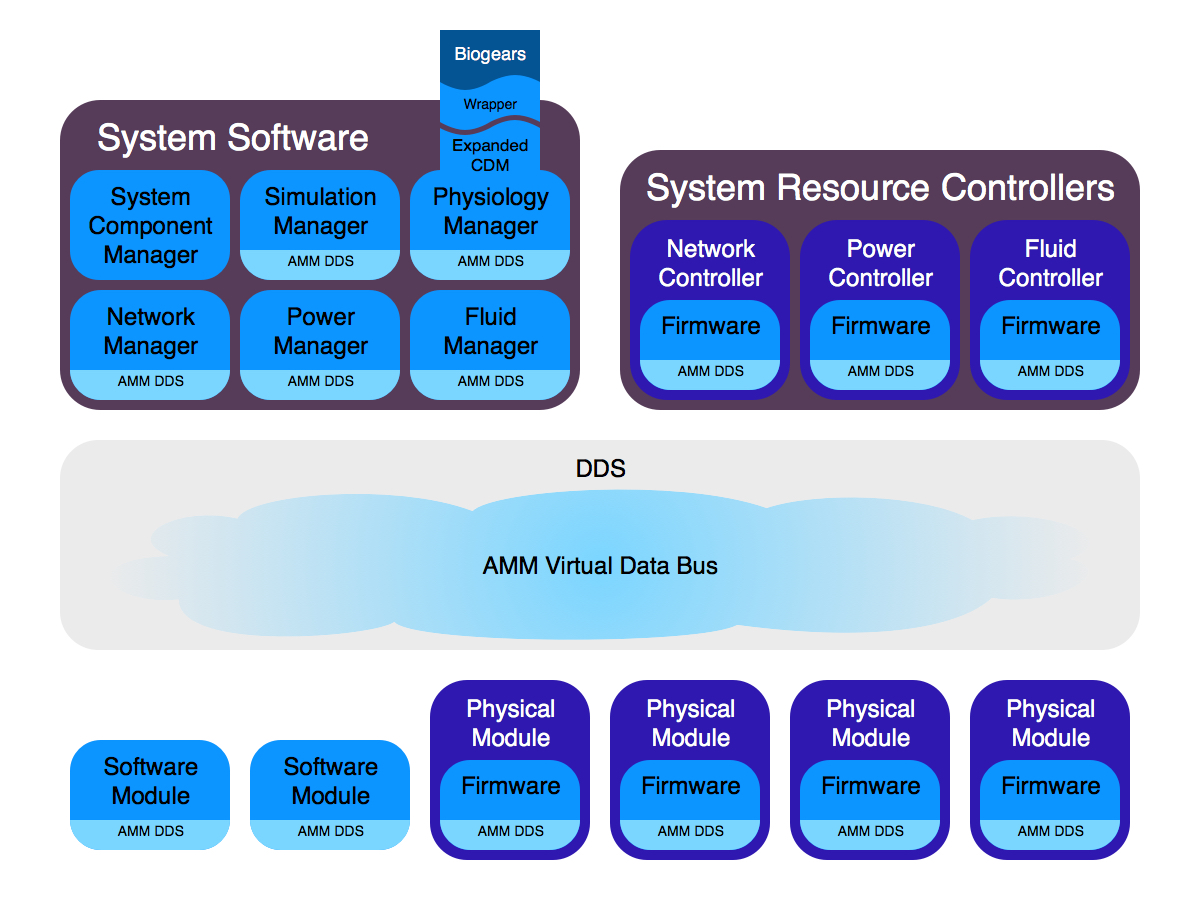 Biogears
Wrapper
Expanded
CDM
System Software
System
Component
Manager
Simulation
Manager
AMM DDS
Physiology
Manager
AMM DDS
Network
Manager
AMM DDS
Power
Manager
AMM DDS
Fluid
Manager
AMM DDS
System Resource Controllers
Network
Controller
Firmware
AMM DDS
Power
Controller
Firmware
AMM DDS
Fluid
Controller
Firmware
AMM DDS
DDS
AMM Virtual Data Bus
Software
Module
AMM DDS
Software
Module
AMM DDS
Physical
Module
Firmware
AMM DDS
Physical
Module
Firmware
AMM DDS
Physical
Module
Firmware
AMM DDS
Physical
Module
Firmware
AMM DDS